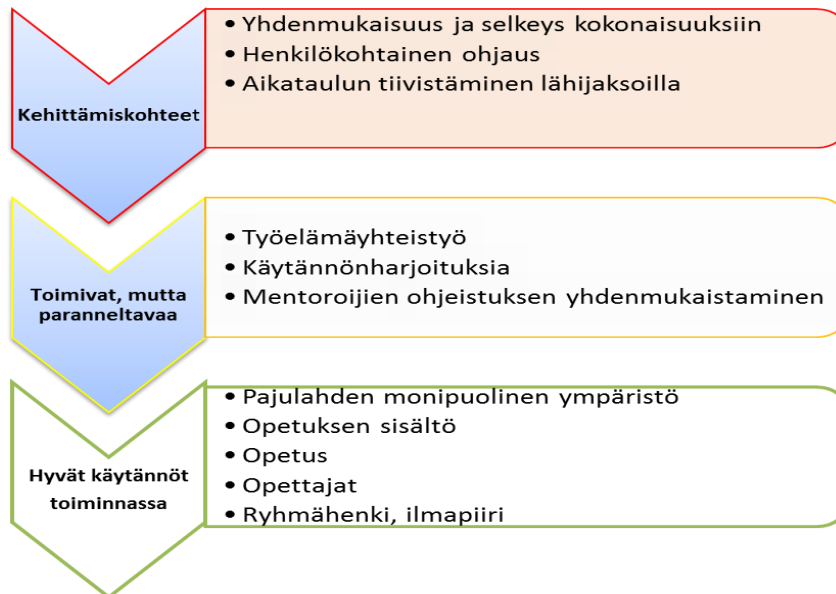 Kehittämiskohteet
• Yhdenmukaisuus ja selkeys kokonaisuuksiin
• Henkilökohtainen ohjaus
• Aikataulun tiivistäminen lähijaksoilla
Toimivat, mutta
paranneltavaa
• Työelämäyhteistyö
• Käytännönharjoituksia
• Mentoroijien ohjeistuksen yhdenmukaistaminen
Hyvät käytännöt
toiminnassa
• Pajulahden monipuolinen ympäristö
• Opetuksen sisältö
• Opetus
• Opettajat
• Ryhmähenki, ilmapiiri